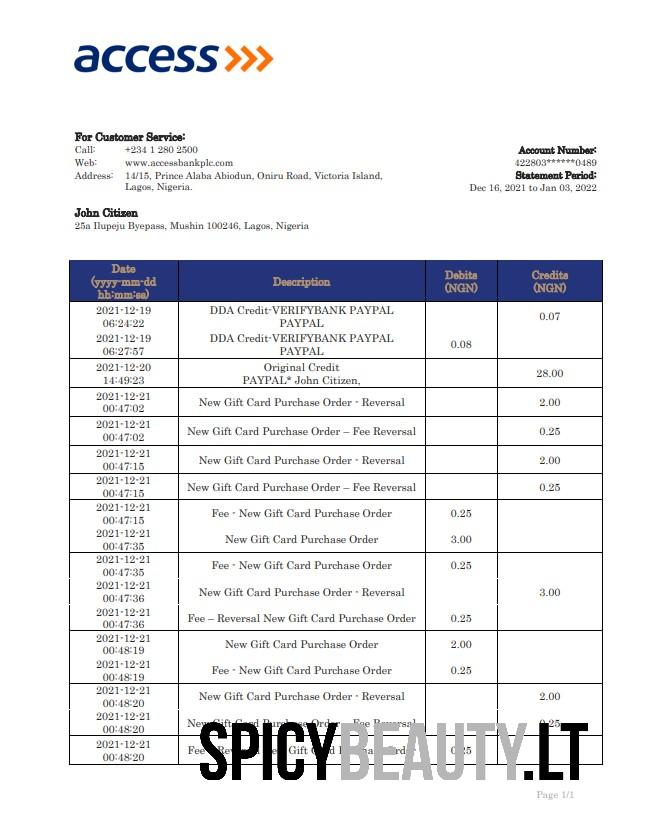 access
For Customer Service:
Call: +234 1 280 2500
Web: www.accessbankplc.com
Address: 14/15, Prince Alaba Abiodun, Oniru Road, Victoria Island,
Lagos, Nigeria.
Account Number:
422803******0489
Statement Period:
Dec 16, 2021 to Jan 03, 2022
John Citizen
25a Ilupeju Byepass, Mushin 100246, Lagos, Nigeria
Date (yyyy-mm-dd hh:mm:ss) Description Debits (NGN) Credits (NGN)
2021-12-19 06:24:22 DDA Credit-VERIFYBANK PAYPAL PAYPAL 0.07
2021-12-19 06:27:57 DDA Credit-VERIFYBANK PAYPAL PAYPAL 0.08
2021-12-20 14:49:23 Original Credit PAYPAL* John Citizen, 28.00
2021-12-21 00:47:02 New Gift Card Purchase Order - Reversal 2.00
2021-12-21 00:47:02 New Gift Card Purchase Order – Fee Reversal 0.25
2021-12-21 00:47:15 New Gift Card Purchase Order - Reversal 2.00
2021-12-21 00:47:15 New Gift Card Purchase Order – Fee Reversal 0.25
2021-12-21 00:47:15 Fee - New Gift Card Purchase Order 0.25
2021-12-21 00:47:35 New Gift Card Purchase Order 3.00
2021-12-21 00:47:35 Fee - New Gift Card Purchase Order 0.25
2021-12-21 00:47:36 New Gift Card Purchase Order - Reversal 3.00
2021-12-21 00:47:36 Fee – Reversal New Gift Card Purchase Order 0.25
2021-12-21 00:48:19 New Gift Card Purchase Order 2.00
2021-12-21 00:48:19 Fee - New Gift Card Purchase Order 0.25
2021-12-21 00:48:20 New Gift Card Purchase Order - Reversal 2.00
2021-12-21 00:48:20 New Gift Card Purchase Order – Fee Reversal 0.25
2021-12-21 00:48:20 Fee – Reversal New Gift Card Purchase Order 0.25
SPICYBEAUTY.LT
Page 1/1